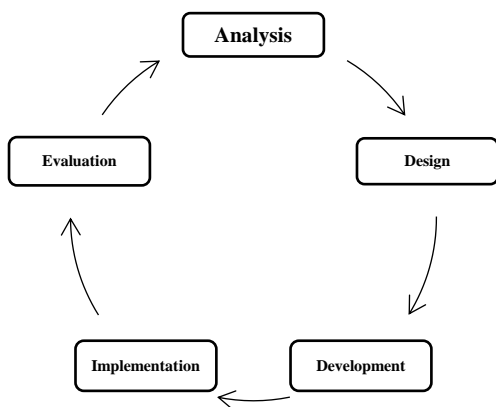 Analysis
Design
Development
Implementation
Evaluation